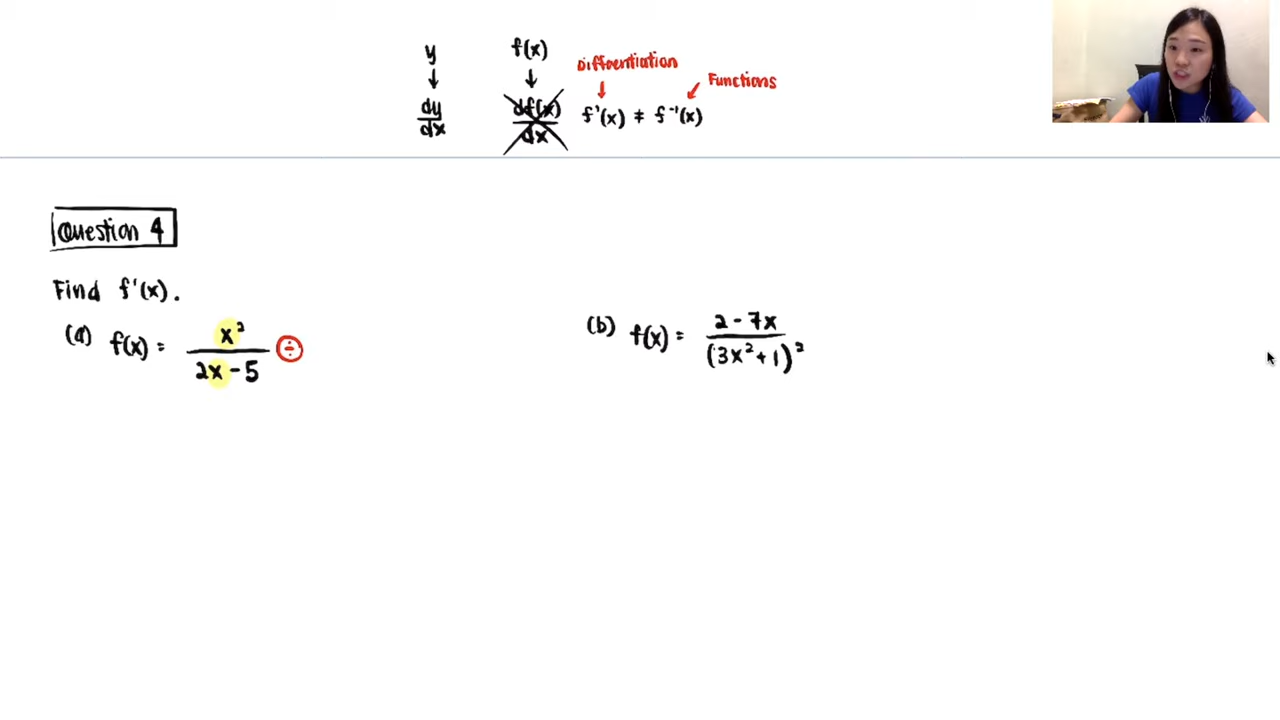 y f(x) Differentiation Functions
↓ ↓ ↓ ↙
dy/dx df(x)/dx f'(x) ≠ f⁻¹(x)
Question 4
Find f'(x).
(a) f(x) = x²/(2x - 5) ÷
(b) f(x) = (2 - 7x)/(3x² + 1)²